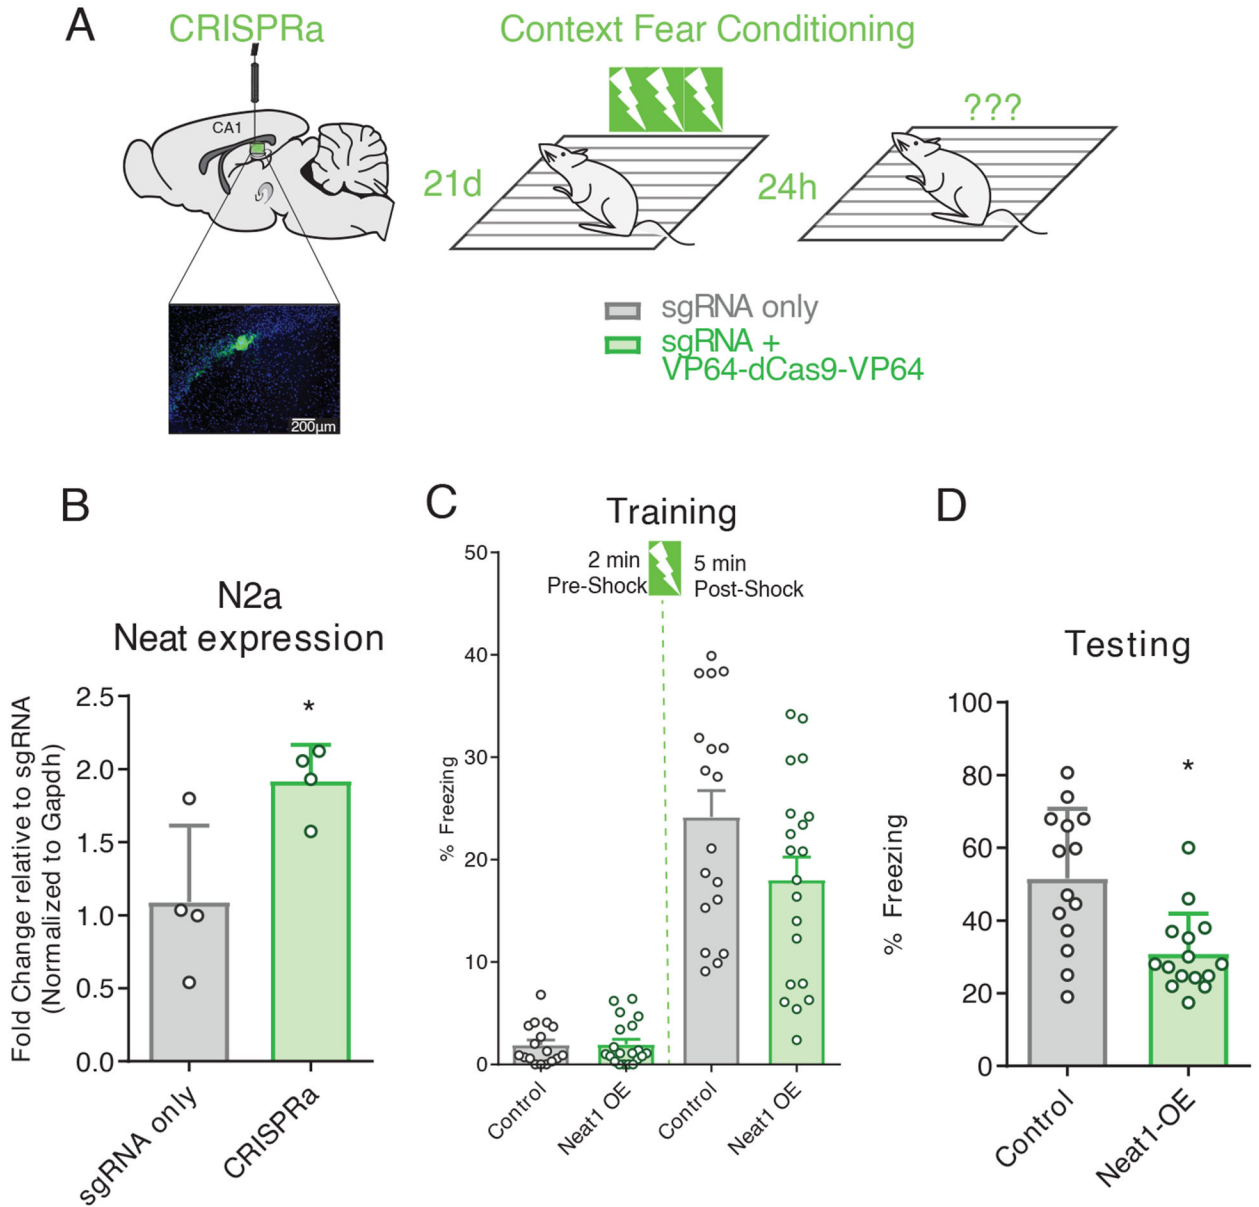 A
CRISPRa
Context Fear Conditioning
CA1
???
21d
24h
200μm
sgRNA only
sgRNA +
VP64-dCas9-VP64
B
N2a
Neat expression
Fold Change relative to sgRNA
(Normalized to Gapdh)
2.5
2.0
1.5
1.0
0.5
0.0
*
sgRNA only
CRISPRa
C
Training
2 min
Pre-Shock
5 min
Post-Shock
% Freezing
50
40
30
20
10
0
Control
Neat1 OE
Control
Neat1 OE
D
Testing
% Freezing
100
80
60
40
20
0
*
Control
Neat1-OE